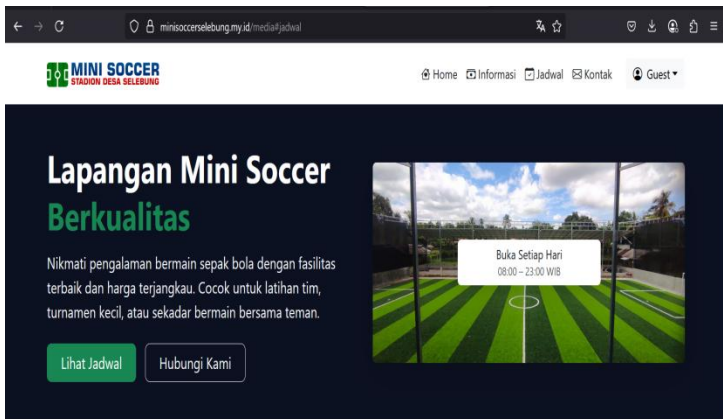 minisoccerselebung.my.id/media#jadwal
MINI SOCCER
STADION DESA SELEBUNG
Home Informasi Jadwal Kontak Guest
Lapangan Mini Soccer
Berkualitas
Nikmati pengalaman bermain sepak bola dengan fasilitas
terbaik dan harga terjangkau. Cocok untuk latihan tim,
turnamen kecil, atau sekadar bermain bersama teman.
Lihat Jadwal Hubungi Kami
Buka Setiap Hari
08:00 – 23:00 WIB